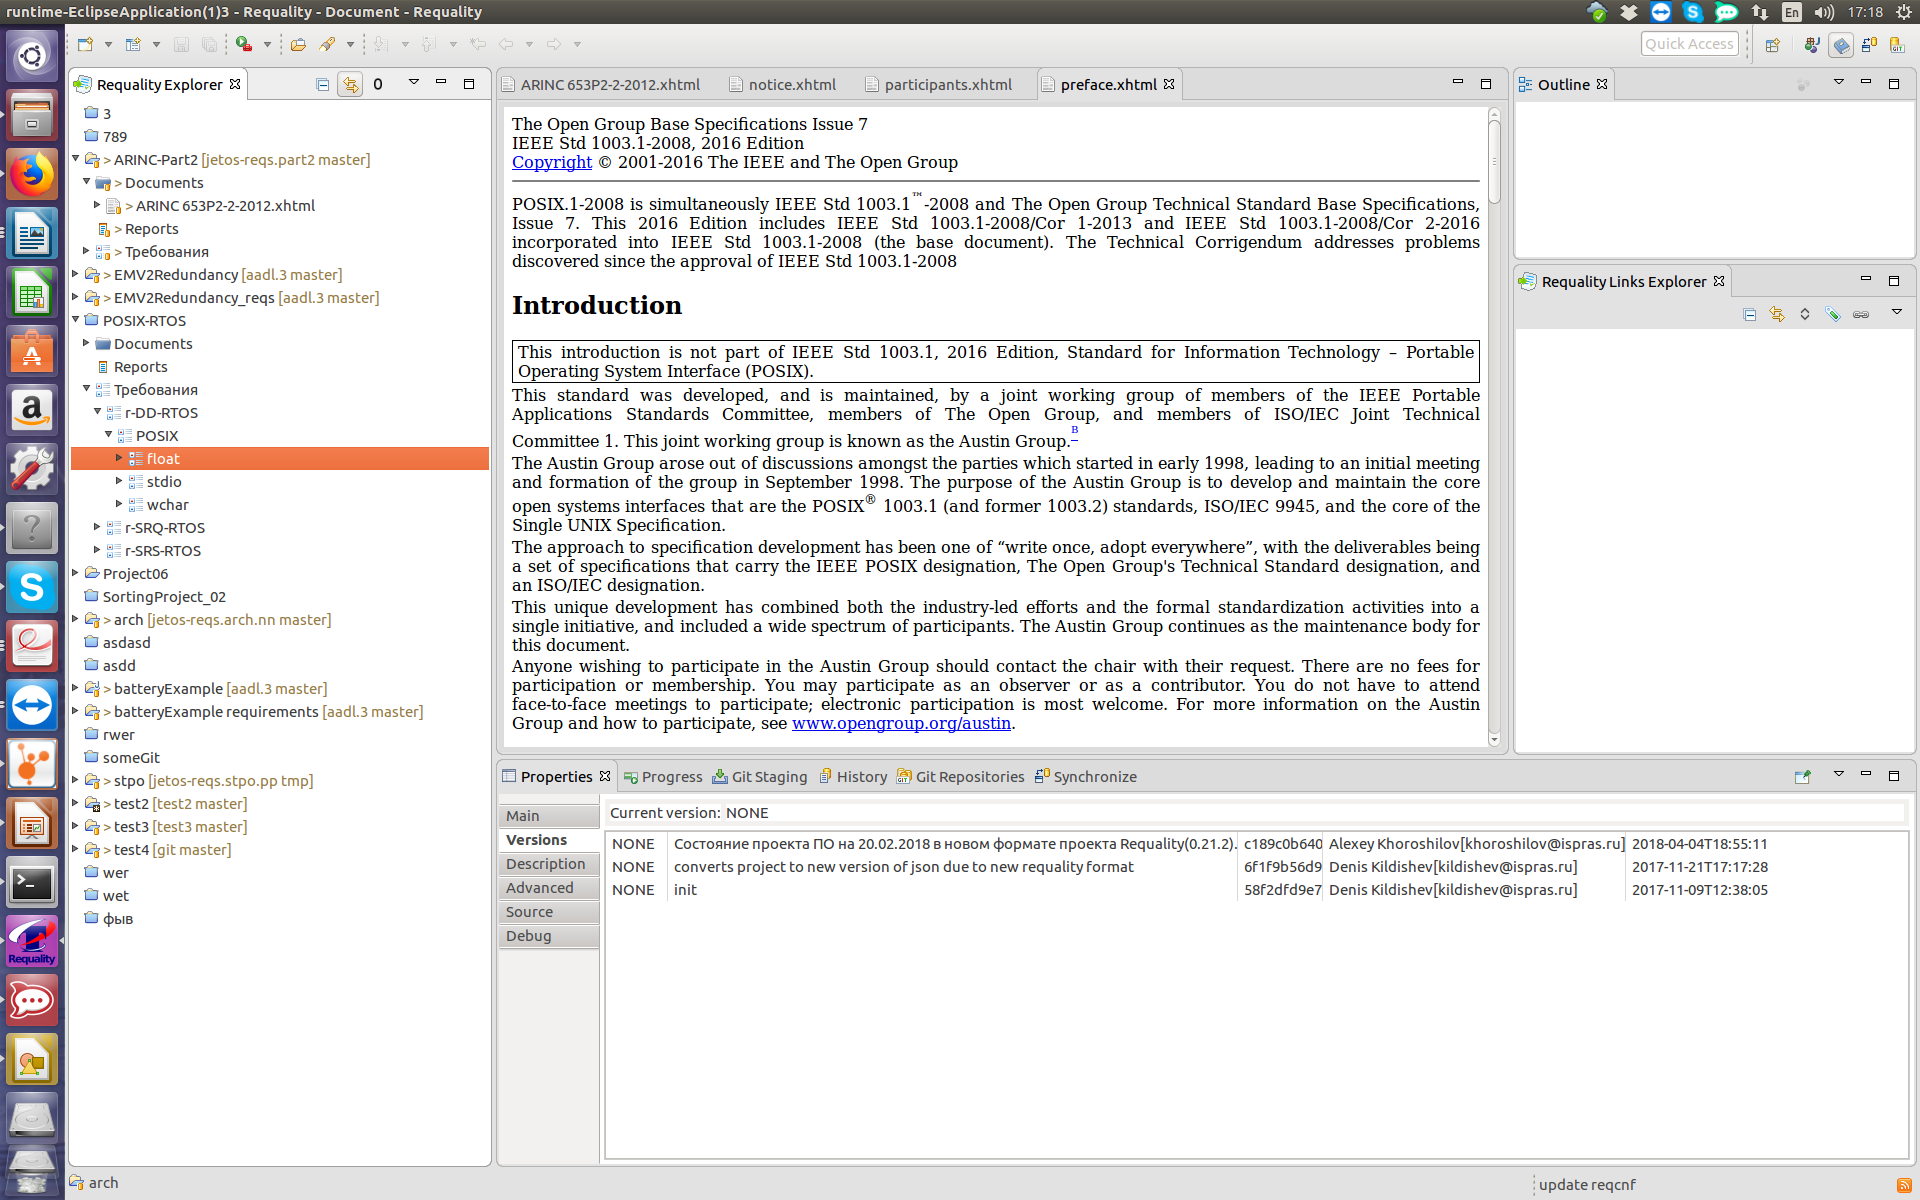 runtime-EclipseApplication(1)3 - Requality - Document - Requality
En
17:18
Quick Access
Requality Explorer
0
3
789
> ARINC-Part2 [jetos-reqs.part2 master]
> Documents
> ARINC 653P2-2-2012.xhtml
> Reports
> Требования
> EMV2Redundancy [aadl.3 master]
> EMV2Redundancy_reqs [aadl.3 master]
POSIX-RTOS
Documents
Reports
Требования
r-DD-RTOS
POSIX
float
stdio
wchar
r-SRQ-RTOS
r-SRS-RTOS
Project06
SortingProject_02
> arch [jetos-reqs.arch.nn master]
asdasd
asdd
> batteryExample [aadl.3 master]
> batteryExample requirements [aadl.3 master]
rwer
someGit
> stpo [jetos-reqs.stpo.pp tmp]
> test2 [test2 master]
> test3 [test3 master]
> test4 [git master]
wer
wet
фыв
ARINC 653P2-2-2012.xhtml
notice.xhtml
participants.xhtml
preface.xhtml
The Open Group Base Specifications Issue 7
IEEE Std 1003.1-2008, 2016 Edition
Copyright © 2001-2016 The IEEE and The Open Group
POSIX.1-2008 is simultaneously IEEE Std 1003.1™-2008 and The Open Group Technical Standard Base Specifications,
Issue 7. This 2016 Edition includes IEEE Std 1003.1-2008/Cor 1-2013 and IEEE Std 1003.1-2008/Cor 2-2016
incorporated into IEEE Std 1003.1-2008 (the base document). The Technical Corrigendum addresses problems
discovered since the approval of IEEE Std 1003.1-2008
Introduction
This introduction is not part of IEEE Std 1003.1, 2016 Edition, Standard for Information Technology – Portable
Operating System Interface (POSIX).
This standard was developed, and is maintained, by a joint working group of members of the IEEE Portable
Applications Standards Committee, members of The Open Group, and members of ISO/IEC Joint Technical
Committee 1. This joint working group is known as the Austin Group.B
The Austin Group arose out of discussions amongst the parties which started in early 1998, leading to an initial meeting
and formation of the group in September 1998. The purpose of the Austin Group is to develop and maintain the core
open systems interfaces that are the POSIX® 1003.1 (and former 1003.2) standards, ISO/IEC 9945, and the core of the
Single UNIX Specification.
The approach to specification development has been one of “write once, adopt everywhere”, with the deliverables being
a set of specifications that carry the IEEE POSIX designation, The Open Group's Technical Standard designation, and
an ISO/IEC designation.
This unique development has combined both the industry-led efforts and the formal standardization activities into a
single initiative, and included a wide spectrum of participants. The Austin Group continues as the maintenance body for
this document.
Anyone wishing to participate in the Austin Group should contact the chair with their request. There are no fees for
participation or membership. You may participate as an observer or as a contributor. You do not have to attend
face-to-face meetings to participate; electronic participation is most welcome. For more information on the Austin
Group and how to participate, see www.opengroup.org/austin.
Outline
Requality Links Explorer
Properties
Progress
Git Staging
History
Git Repositories
Synchronize
Main
Versions
Description
Advanced
Source
Debug
Current version: NONE
NONE Состояние проекта ПО на 20.02.2018 в новом формате проекта Requality(0.21.2). c189c0b640 Alexey Khoroshilov[khoroshilov@ispras.ru] 2018-04-04T18:55:11
NONE converts project to new version of json due to new requality format 6f1f9b56d9 Denis Kildishev[kildishev@ispras.ru] 2017-11-21T17:17:28
NONE init 58f2dfd9e7 Denis Kildishev[kildishev@ispras.ru] 2017-11-09T12:38:05
Requality
arch
update reqcnf